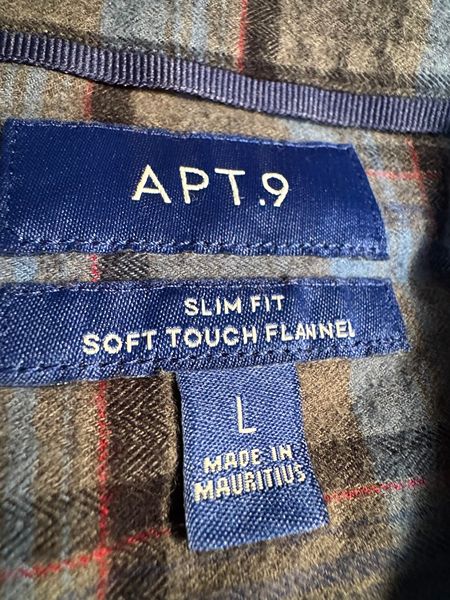 APT.9
SLIM FIT
SOFT TOUCH FLANNEL
L
MADE IN
MAURITIUS